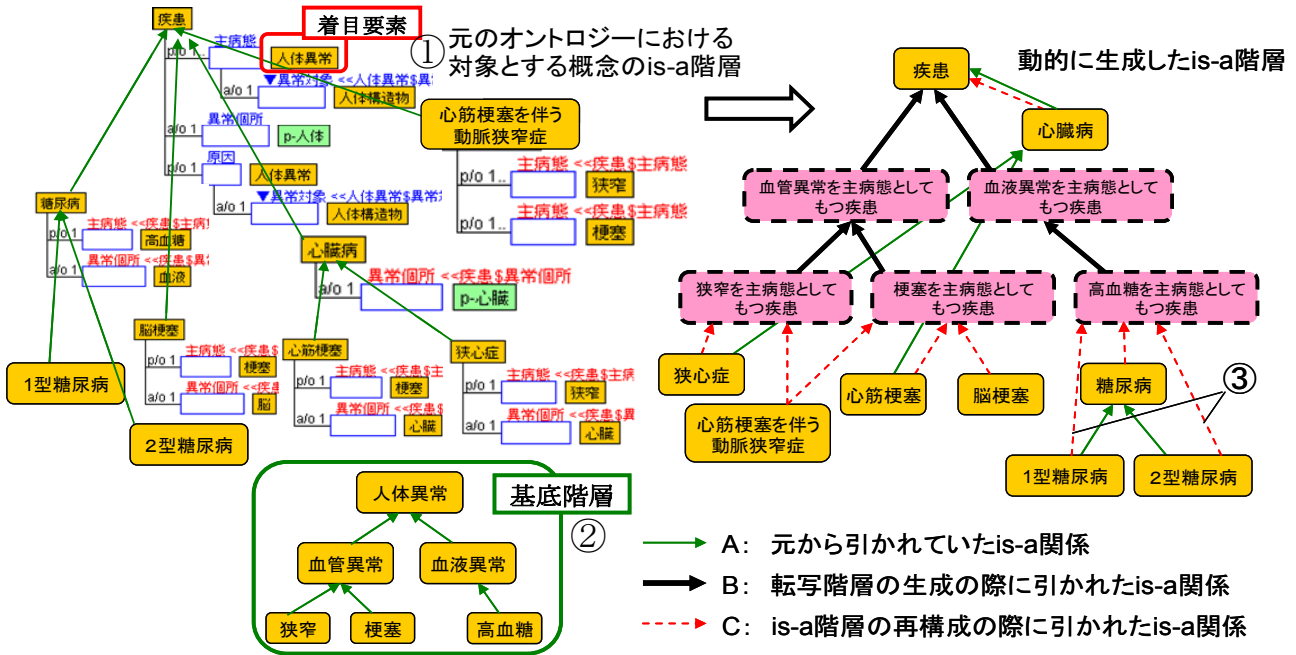 疾患
着目要素
①
元のオントロジーにおける
対象とする概念のis-a階層
主病態
p/o 1..
人体異常
▼異常対象 <<人体異常$異
a/o 1
人体構造物
異常個所
a/o 1
p-人体
原因
p/o 1
人体異常
▼異常対象 <<人体異常$異常
a/o 1
人体構造物
心筋梗塞を伴う
動脈狭窄症
主病態 <<疾患$主病態
p/o 1..
狭窄
主病態 <<疾患$主病態
p/o 1..
梗塞
糖尿病
主病態 <<疾患$主病
p/o 1
高血糖
異常個所 <<疾患$異
a/o 1
血液
心臓病
異常個所 <<疾患$異常個所
a/o 1
p-心臓
脳梗塞
主病態 <<疾患$
p/o 1
梗塞
異常個所 <<疾患
a/o 1
脳
心筋梗塞
主病態 <<疾患$主
p/o 1
梗塞
異常個所 <<疾患$
a/o 1
心臓
狭心症
主病態 <<疾患$主病
p/o 1
狭窄
異常個所 <<疾患$異
a/o 1
心臓
1型糖尿病
2型糖尿病
基底階層
②
人体異常
血管異常
血液異常
狭窄
梗塞
高血糖
動的に生成したis-a階層
疾患
心臓病
血管異常を主病態として
もつ疾患
血液異常を主病態として
もつ疾患
狭窄を主病態として
もつ疾患
梗塞を主病態として
もつ疾患
高血糖を主病態として
もつ疾患
狭心症
心筋梗塞
脳梗塞
糖尿病
③
心筋梗塞を伴う
動脈狭窄症
1型糖尿病
2型糖尿病
A: 元から引かれていたis-a関係
B: 転写階層の生成の際に引かれたis-a関係
C: is-a階層の再構成の際に引かれたis-a関係